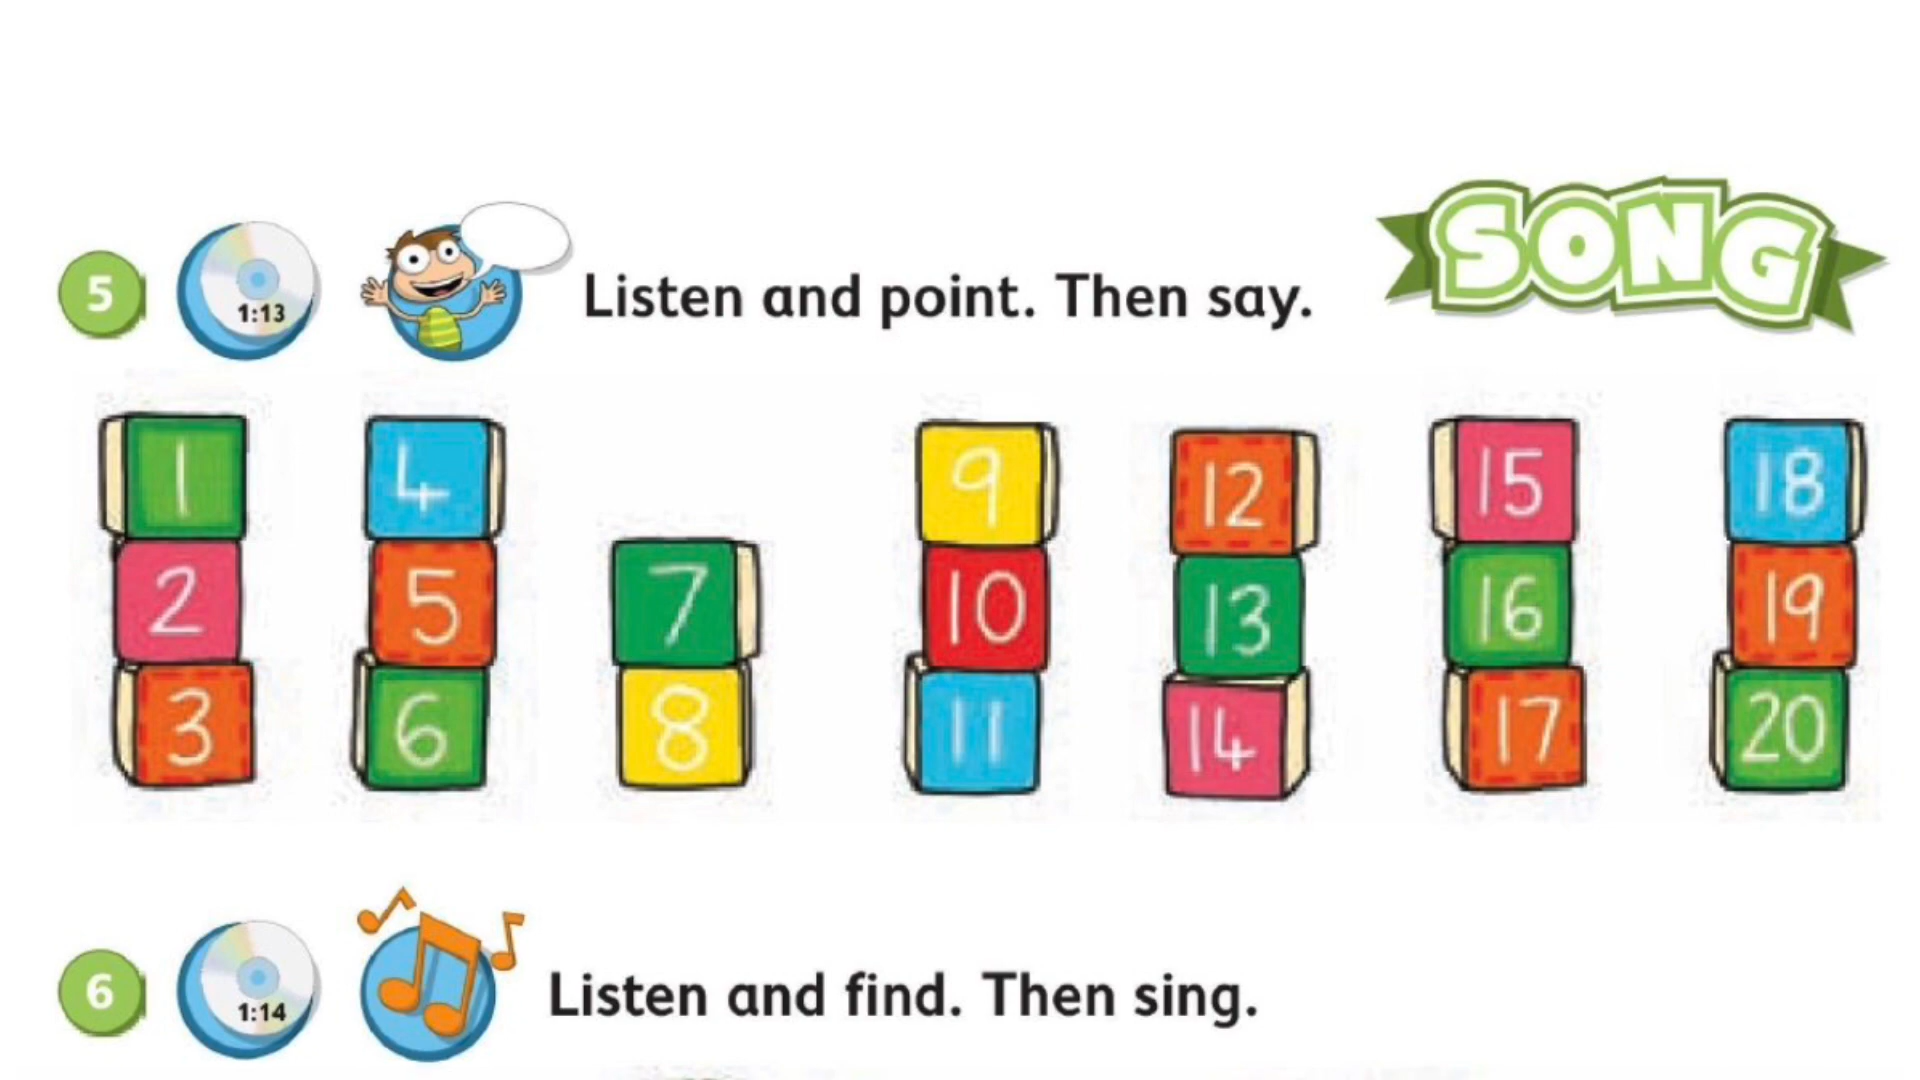 SONG
5 1:13 Listen and point. Then say.
1 4 9 12 15 18
2 5 7 10 13 16 19
3 6 8 11 14 17 20
6 1:14 Listen and find. Then sing.